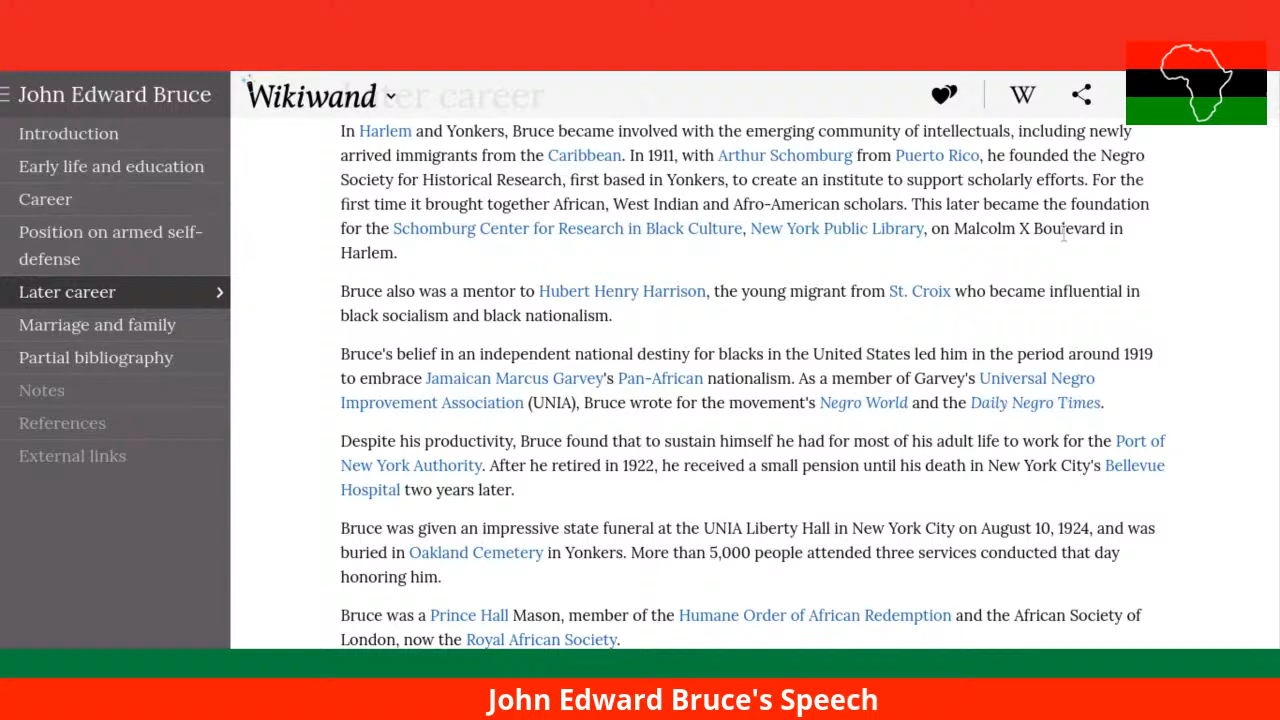 John Edward Bruce
Introduction
Early life and education
Career
Position on armed self-
defense
Later career
Marriage and family
Partial bibliography
Notes
References
External links
Wikiwand
Later career
W
In Harlem and Yonkers, Bruce became involved with the emerging community of intellectuals, including newly
arrived immigrants from the Caribbean. In 1911, with Arthur Schomburg from Puerto Rico, he founded the Negro
Society for Historical Research, first based in Yonkers, to create an institute to support scholarly efforts. For the
first time it brought together African, West Indian and Afro-American scholars. This later became the foundation
for the Schomburg Center for Research in Black Culture, New York Public Library, on Malcolm X Boulevard in
Harlem.
Bruce also was a mentor to Hubert Henry Harrison, the young migrant from St. Croix who became influential in
black socialism and black nationalism.
Bruce's belief in an independent national destiny for blacks in the United States led him in the period around 1919
to embrace Jamaican Marcus Garvey's Pan-African nationalism. As a member of Garvey's Universal Negro
Improvement Association (UNIA), Bruce wrote for the movement's Negro World and the Daily Negro Times.
Despite his productivity, Bruce found that to sustain himself he had for most of his adult life to work for the Port of
New York Authority. After he retired in 1922, he received a small pension until his death in New York City's Bellevue
Hospital two years later.
Bruce was given an impressive state funeral at the UNIA Liberty Hall in New York City on August 10, 1924, and was
buried in Oakland Cemetery in Yonkers. More than 5,000 people attended three services conducted that day
honoring him.
Bruce was a Prince Hall Mason, member of the Humane Order of African Redemption and the African Society of
London, now the Royal African Society.
John Edward Bruce's Speech